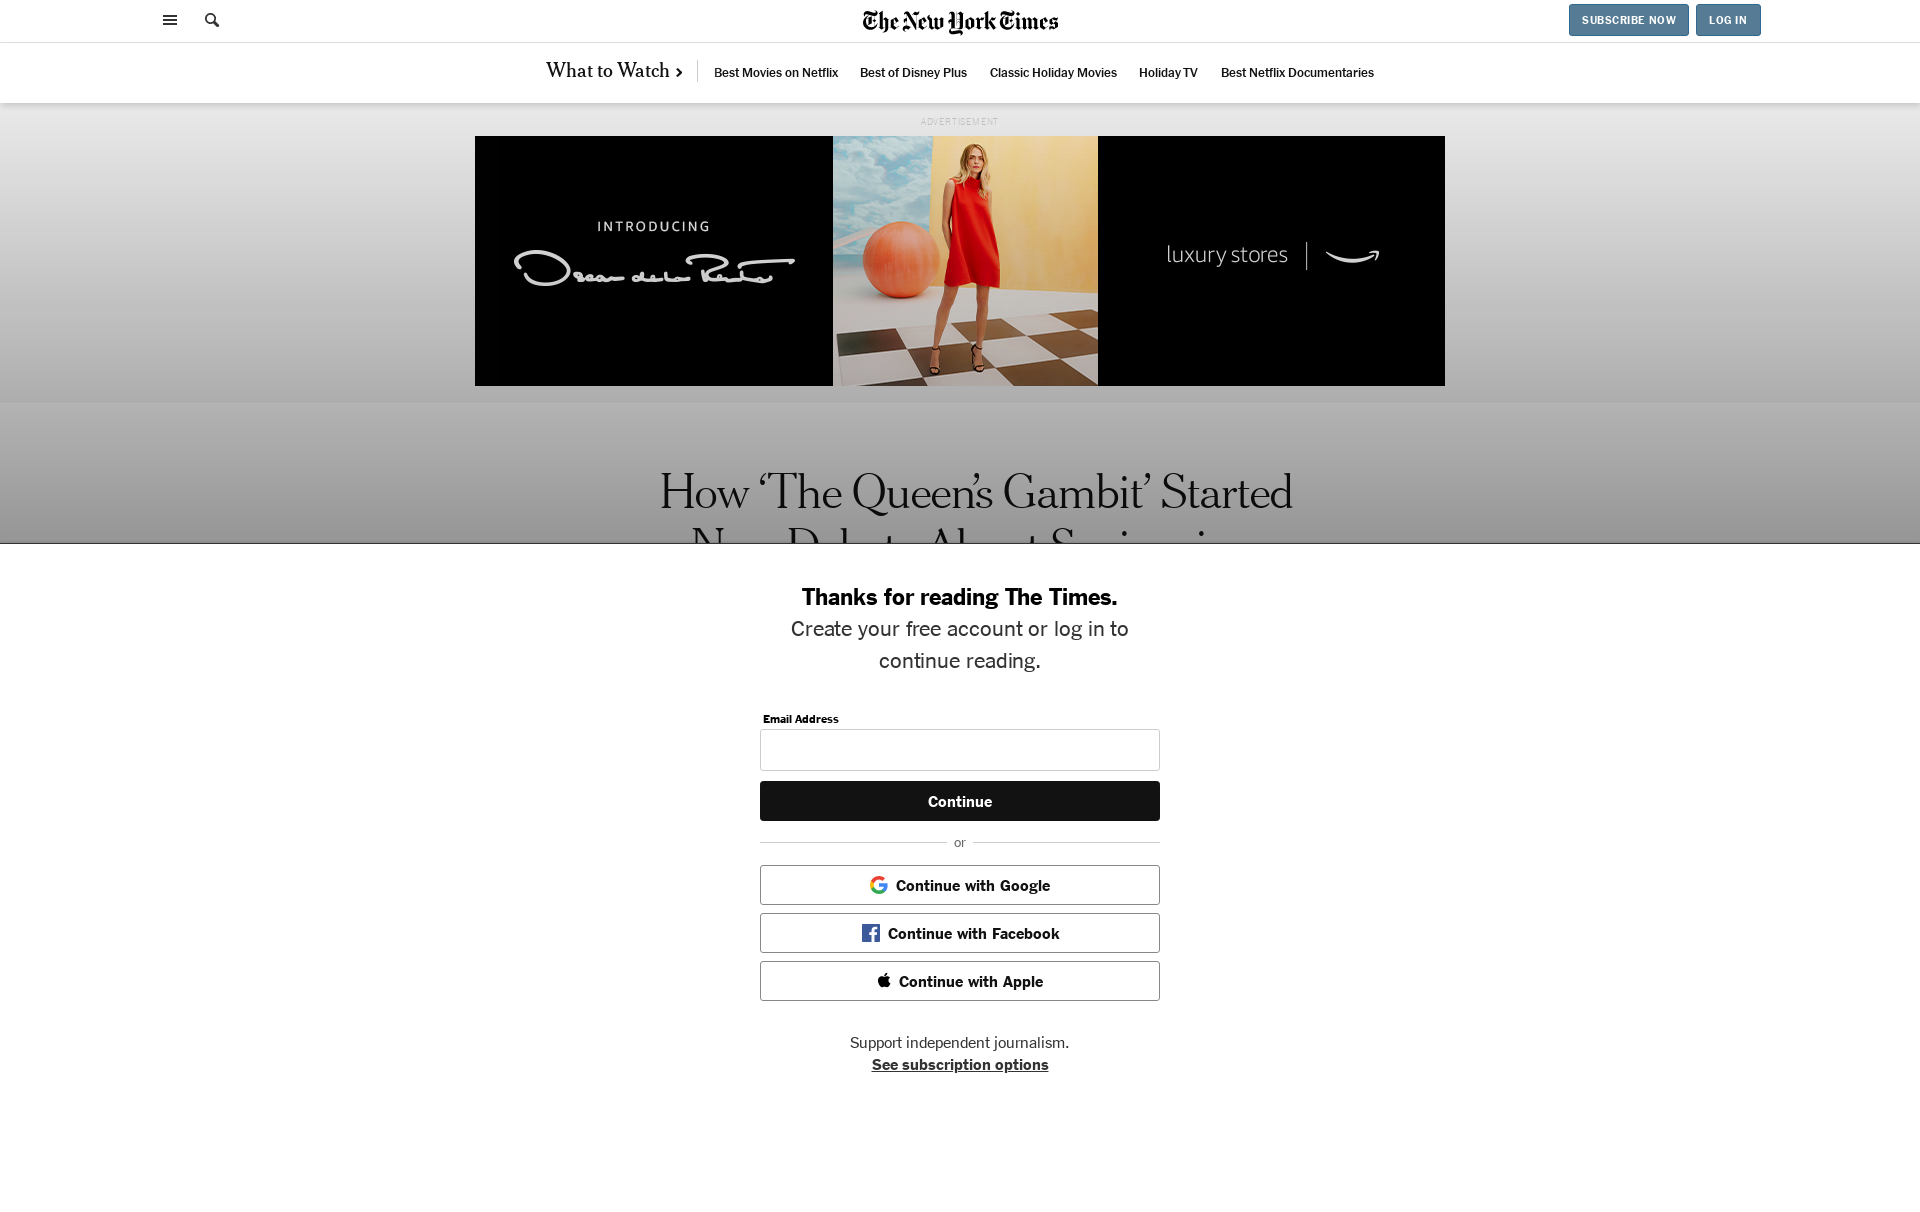 The New York Times
SUBSCRIBE NOW
LOG IN
What to Watch
Best Movies on Netflix
Best of Disney Plus
Classic Holiday Movies
Holiday TV
Best Netflix Documentaries
ADVERTISEMENT
INTRODUCING
Oscar de la Renta
luxury stores
How ‘The Queen’s Gambit’ Started
Thanks for reading The Times.
Create your free account or log in to
continue reading.
Email Address
Continue
or
Continue with Google
Continue with Facebook
Continue with Apple
Support independent journalism.
See subscription options